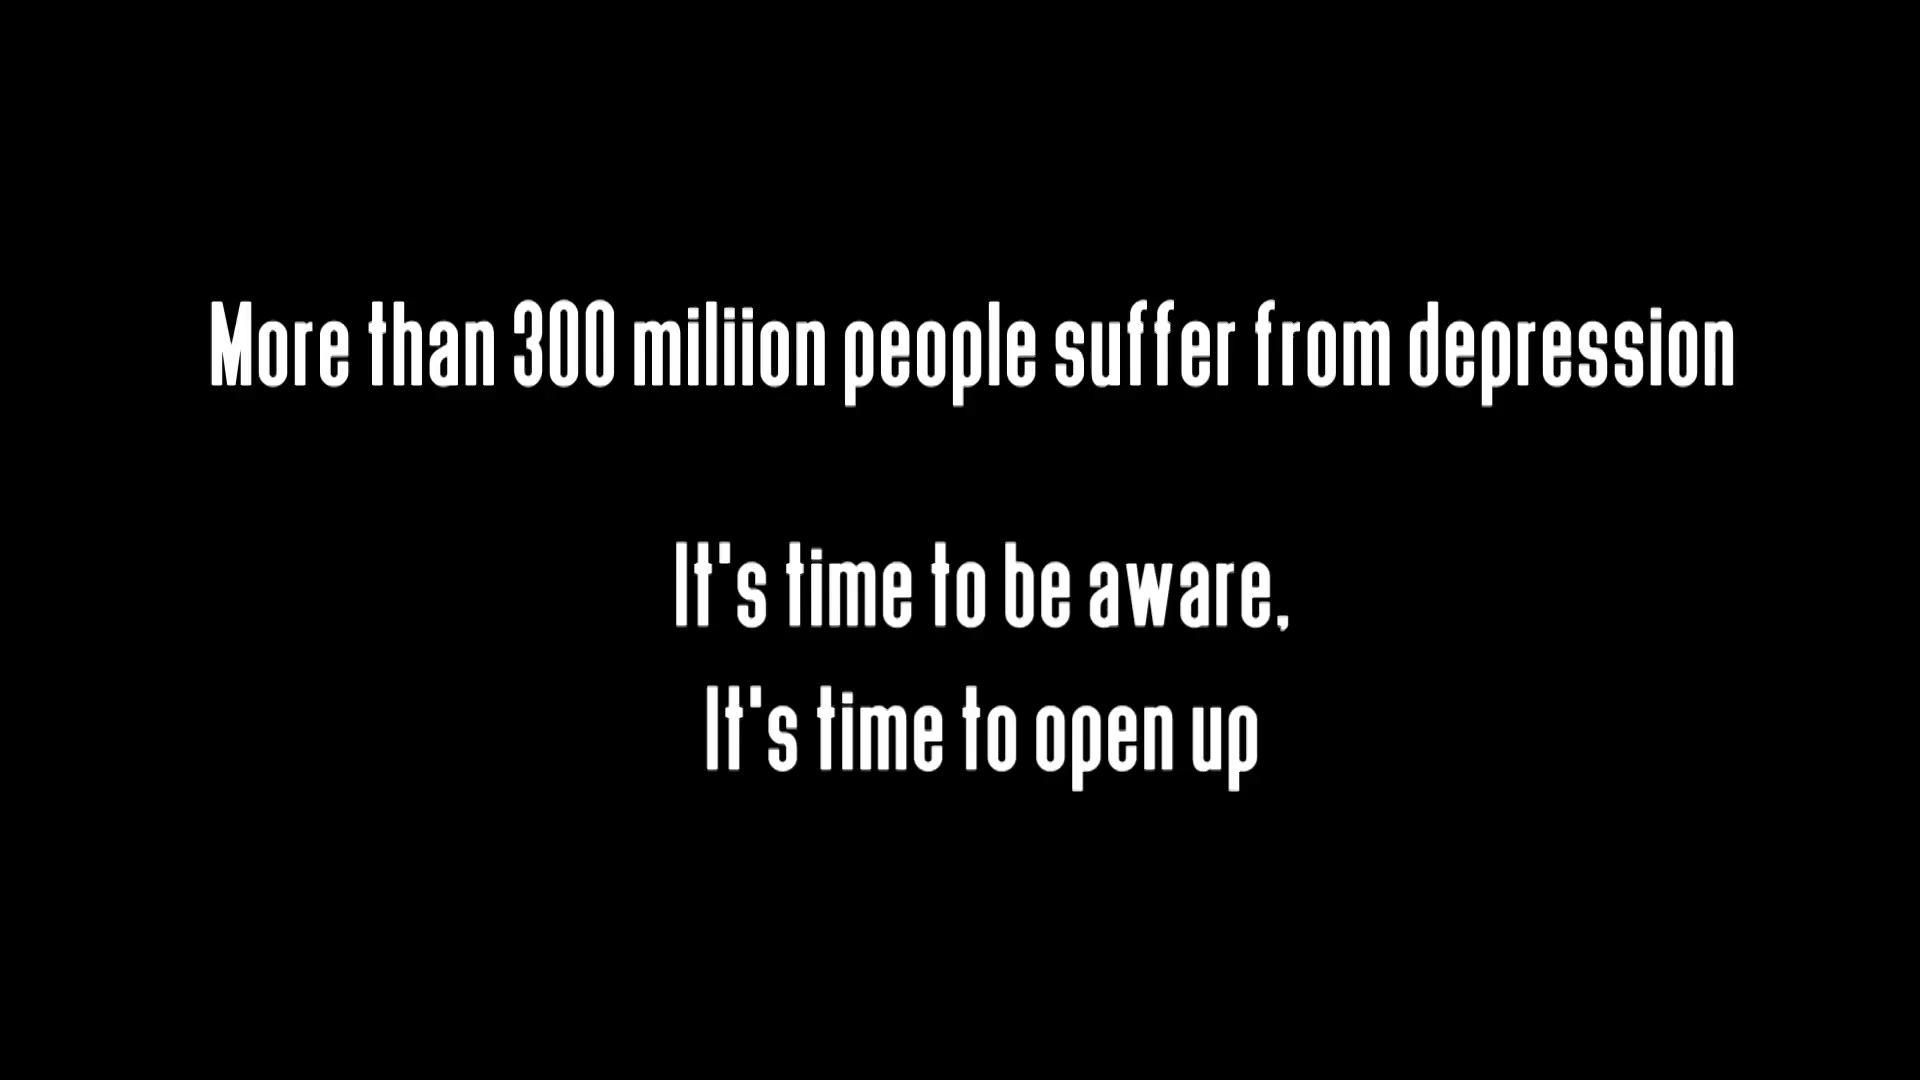 More than 300 miliion people suffer from depression
It's time to be aware,
It's time to open up